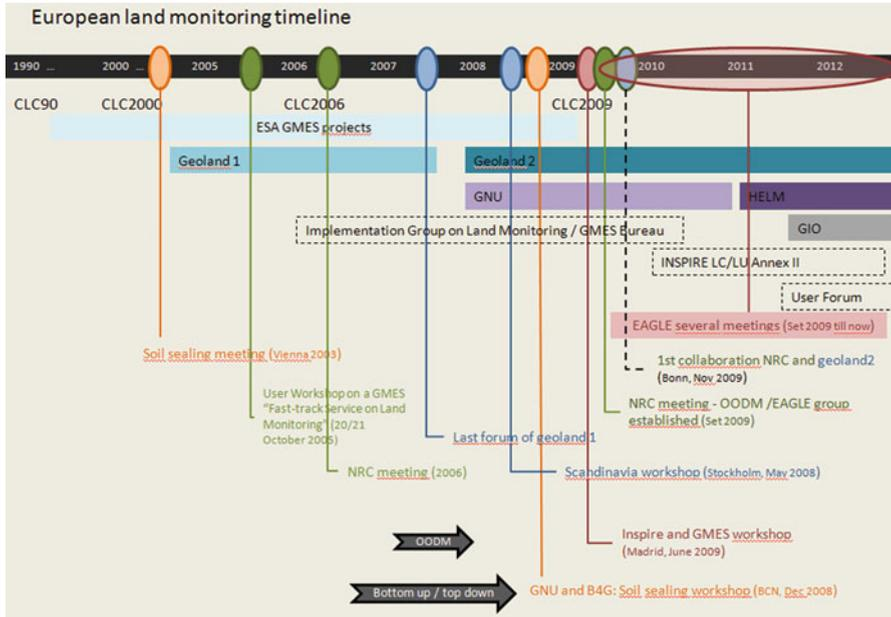 European land monitoring timeline
1990 ... 2000 ... 2005 2006 2007 2008 2009 2010 2011 2012
CLC90 CLC2000 CLC2006 CLC2009
ESA GMES projects
Geoland 1 Geoland 2
GNU HELM
Implementation Group on Land Monitoring / GMES Bureau GIO
INSPIRE LC/LU Annex II
User Forum
EAGLE several meetings (Set 2009 till now)
Soil sealing meeting (Vienna 2003)
1st collaboration NRC and geoland2
(Bonn, Nov 2009)
User Workshop on a GMES
“Fast-track Service on Land
Monitoring” (20/21
October 2005)
NRC meeting - OODM /EAGLE group
established (Set 2009)
Last forum of geoland 1
NRC meeting (2006)
Scandinavia workshop (Stockholm, May 2008)
OODM
Inspire and GMES workshop
(Madrid, June 2009)
Bottom up / top down
GNU and B4G: Soil sealing workshop (BCN, Dec 2008)